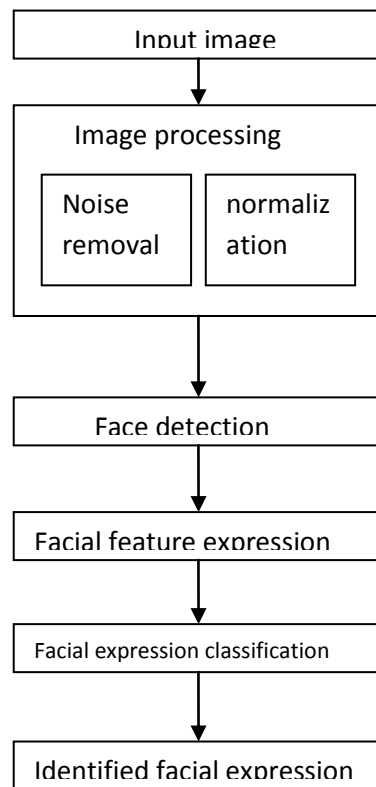 Input image
Image processing
Noise
removal
normaliz
ation
Face detection
Facial feature expression
Facial expression classification
Identified facial expression